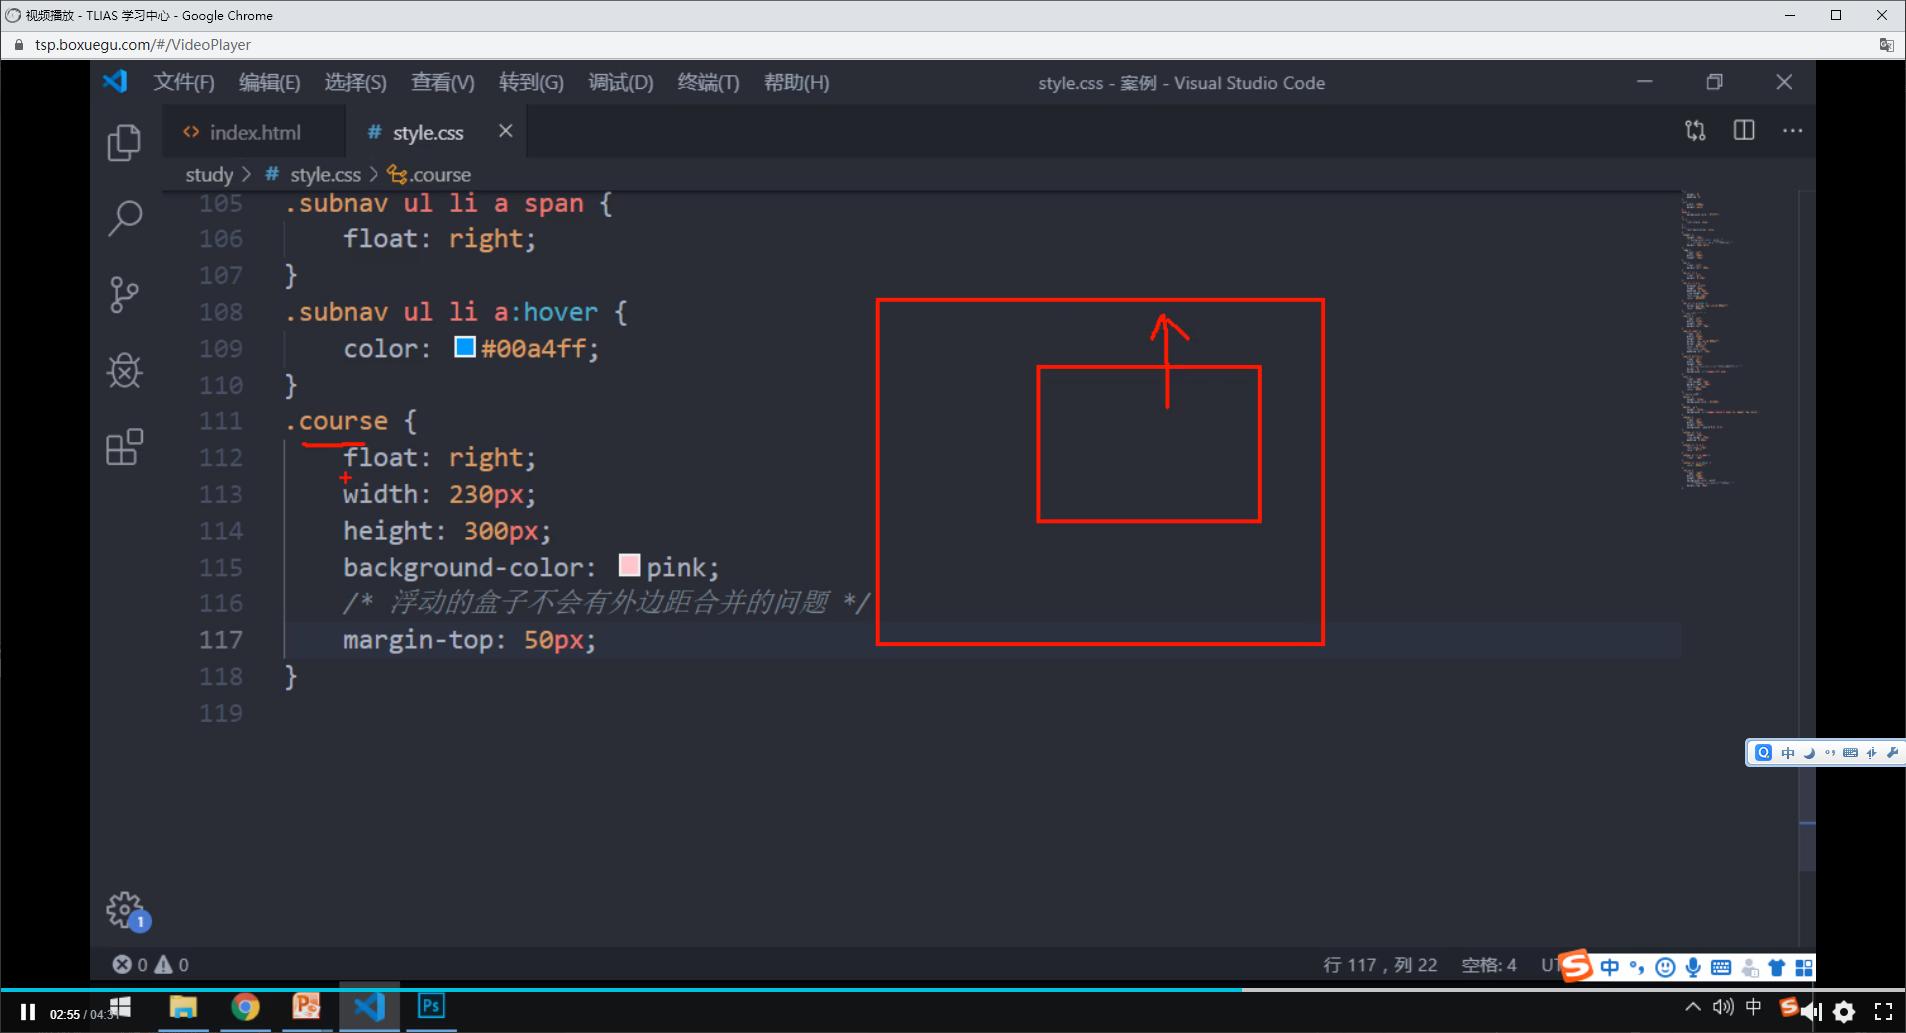 视频播放 - TLIAS 学习中心 - Google Chrome
tsp.boxuegu.com/#/VideoPlayer
文件(F) 编辑(E) 选择(S) 查看(V) 转到(G) 调试(D) 终端(T) 帮助(H) style.css - 案例 - Visual Studio Code
index.html # style.css
study > # style.css > .course
105 .subnav ul li a span {
106 float: right;
107 }
108 .subnav ul li a:hover {
109 color: #00a4ff;
110 }
111 .course {
112 float: right;
113 width: 230px;
114 height: 300px;
115 background-color: pink;
116 /* 浮动的盒子不会有外边距合并的问题 */
117 margin-top: 50px;
118 }
119
中
1
0 0 行 117，列 22 空格: 4 UT
中
02:55 / 04:31 Ps 中